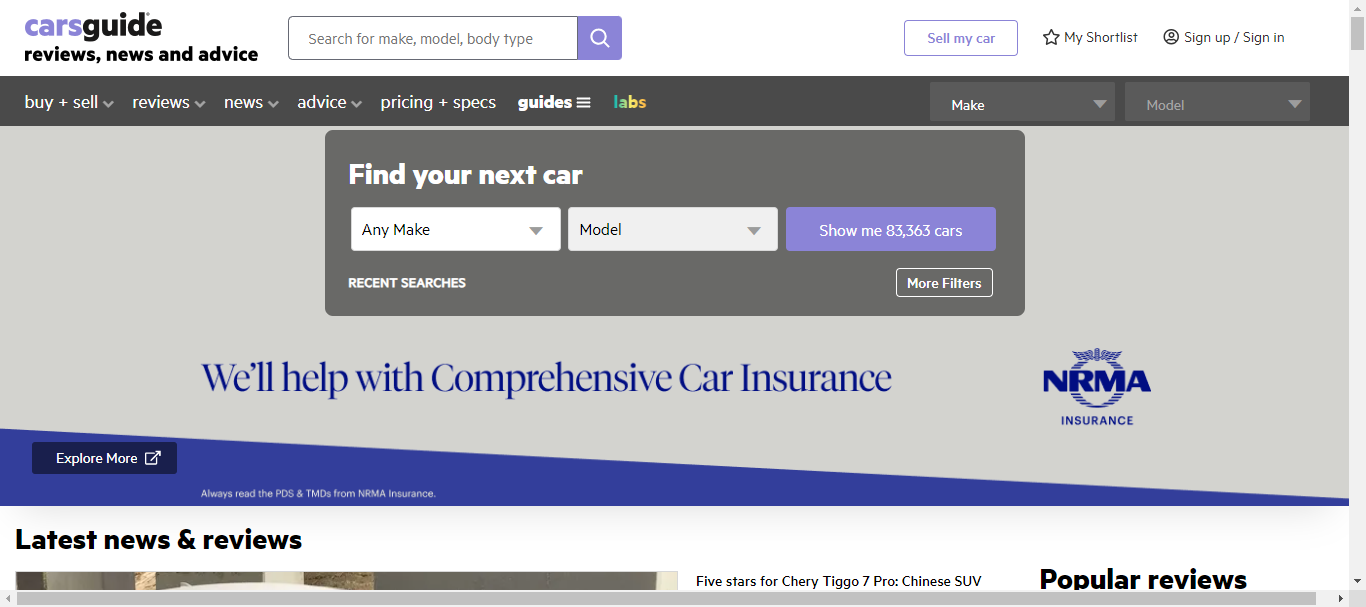 carsguide
reviews, news and advice
Search for make, model, body type
Sell my car
My Shortlist
Sign up / Sign in
buy + sell
reviews
news
advice
pricing + specs
guides
labs
Make
Model
Find your next car
Any Make
Model
Show me 83,363 cars
RECENT SEARCHES
More Filters
We'll help with Comprehensive Car Insurance
NRMA
INSURANCE
Explore More
Always read the PDS & TMDs from NRMA Insurance.
Latest news & reviews
Five stars for Chery Tiggo 7 Pro: Chinese SUV
Popular reviews